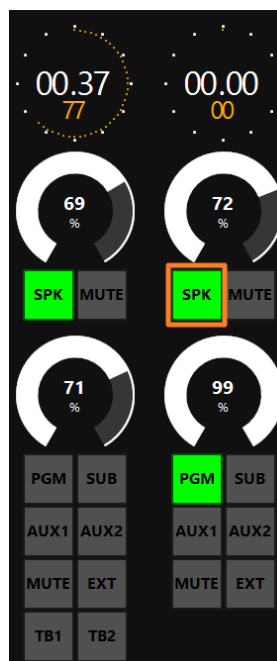 00.37 00.00
77 00
69 72
% %
SPK MUTE SPK MUTE
71 99
% %
PGM SUB PGM SUB
AUX1 AUX2 AUX1 AUX2
MUTE EXT MUTE EXT
TB1 TB2